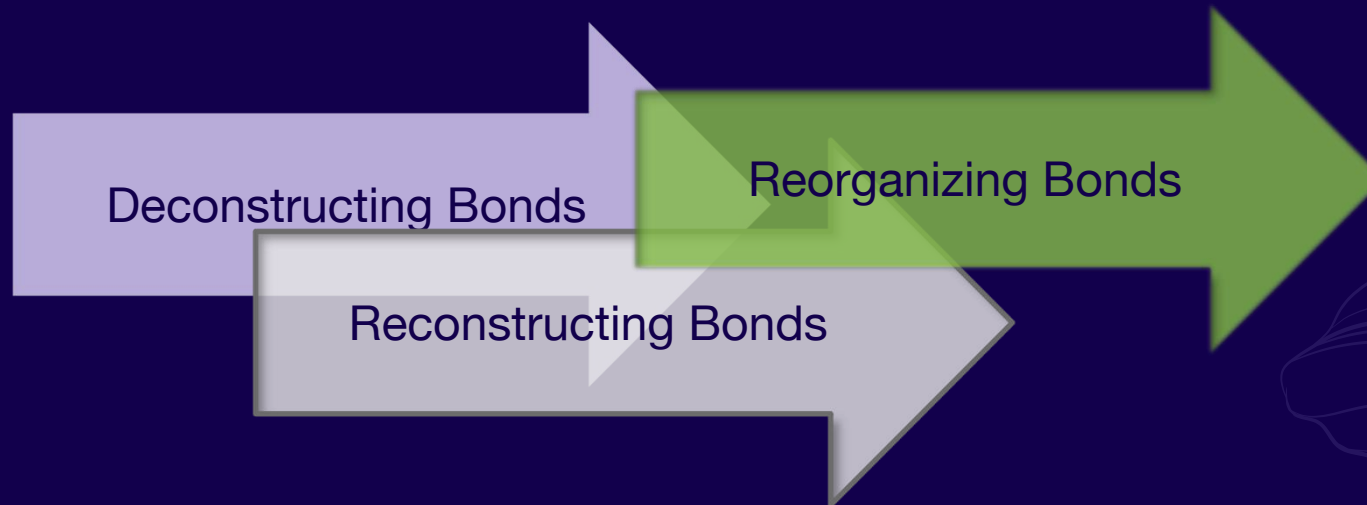 Deconstructing Bonds
Reconstructing Bonds
Reorganizing Bonds